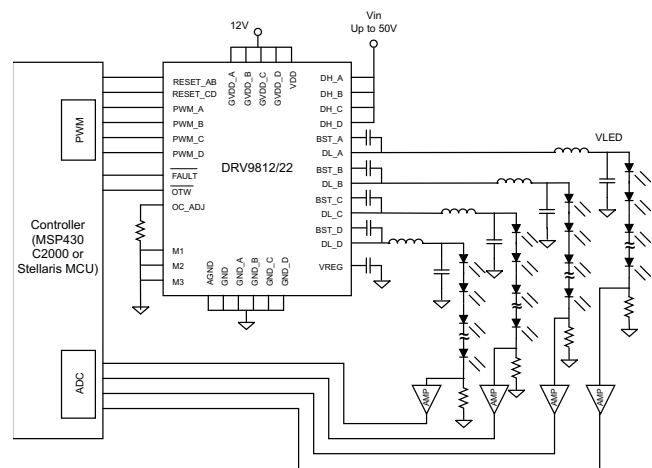 12V
Vin
Up to 50V
GVDD_A
GVDD_B
GVDD_C
GVDD_D
VDD
RESET_AB
RESET_CD
PWM_A
PWM_B
PWM_C
PWM_D
FAULT
OTW
OC_ADJ
M1
M2
M3
DRV9812/22
DH_A
DH_B
DH_C
DH_D
BST_A
DL_A
BST_B
DL_B
BST_C
DL_C
BST_D
DL_D
VREG
AGND
GND
GND_A
GND_B
GND_C
GND_D
VLED
PWM
Controller
(MSP430
C2000 or
Stellaris MCU)
ADC
AMP
AMP
AMP
AMP